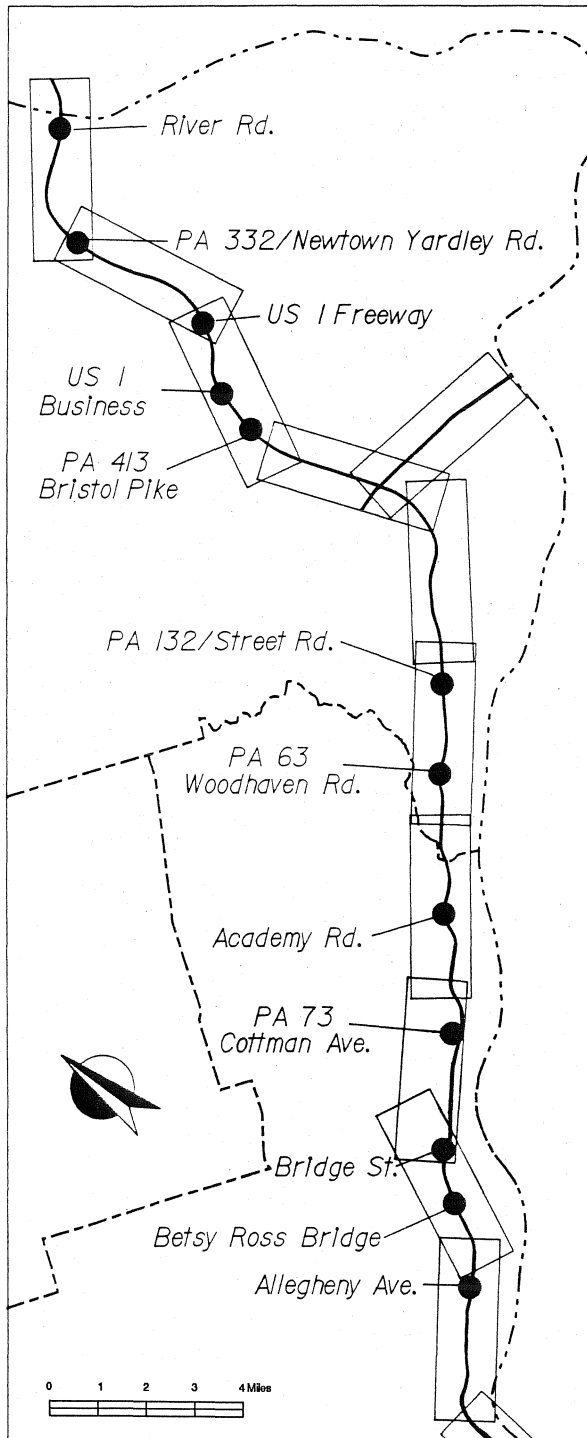 River Rd.
PA 332/Newtown Yardley Rd.
US 1 Freeway
US 1
Business
PA 413
Bristol Pike
PA 132/Street Rd.
PA 63
Woodhaven Rd.
Academy Rd.
PA 73
Cottman Ave.
Bridge St.
Betsy Ross Bridge
Allegheny Ave.
0 1 2 3 4 Miles